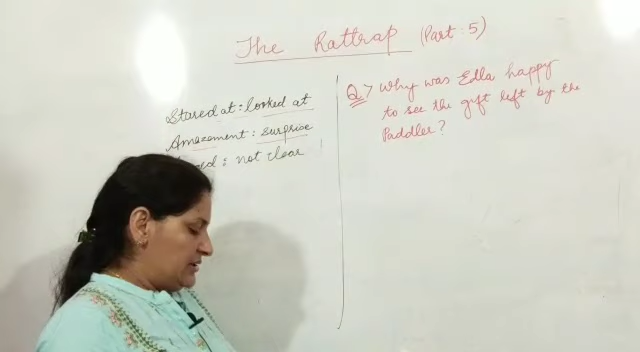 The Rattrap (Part 5)
Stared at : looked at
Amazement : surprise
: not clear
Q> Why was Edla happy
to see the gift left by the
Paddler?